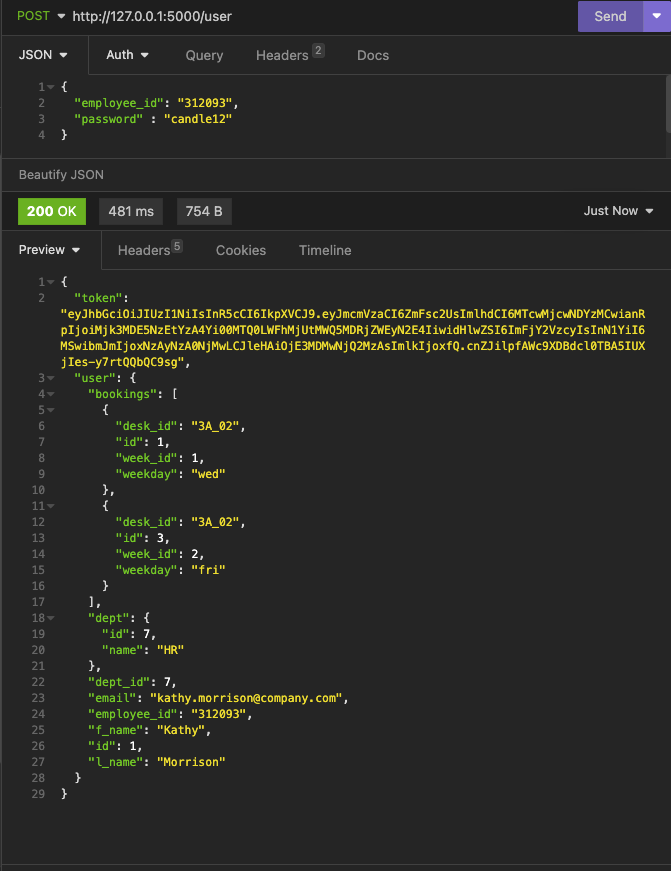 POST http://127.0.0.1:5000/user Send
JSON Auth Query Headers 2 Docs
1 {
2 "employee_id": "312093",
3 "password" : "candle12"
4 }
Beautify JSON
200 OK 481 ms 754 B Just Now
Preview Headers 5 Cookies Timeline
1 {
2 "token":
"eyJhbGciOiJIUzI1NiIsInR5cCI6IkpXVCJ9.eyJmcmVzaCI6ZmFsc2UsImlhdCI6MTcwMjcwNDYzMCwianR
pIjoiMjk3MDE5NzEtYzA4Yi00MTQ0LWFhMjUtMWQ5MDRjZWEyN2E4IiwidHlwZSI6ImFjY2VzcyIsInN1YiI6
MSwibmJmIjoxNzAyNzA0NjMwLCJleHAiOjE3MDMwNjQ2MzAsImlkIjoxfQ.cnZJilpfAWc9XDBdcl0TBA5IUX
jIes-y7rtQQbQC9sg",
3 "user": {
4 "bookings": [
5 {
6 "desk_id": "3A_02",
7 "id": 1,
8 "week_id": 1,
9 "weekday": "wed"
10 },
11 {
12 "desk_id": "3A_02",
13 "id": 3,
14 "week_id": 2,
15 "weekday": "fri"
16 }
17 ],
18 "dept": {
19 "id": 7,
20 "name": "HR"
21 },
22 "dept_id": 7,
23 "email": "kathy.morrison@company.com",
24 "employee_id": "312093",
25 "f_name": "Kathy",
26 "id": 1,
27 "l_name": "Morrison"
28 }
29 }